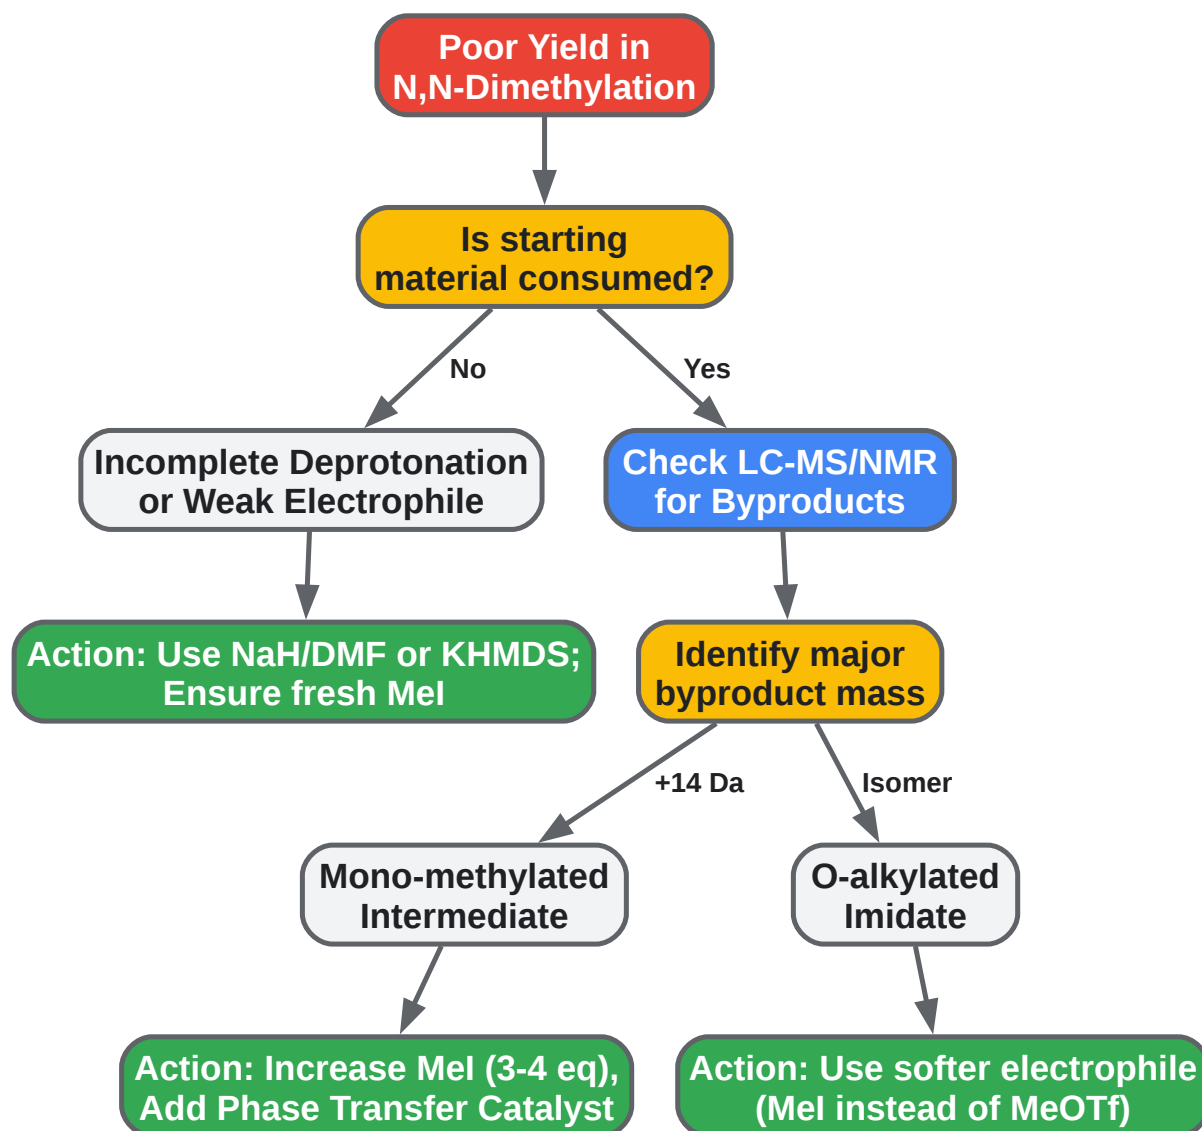 Poor Yield in
N,N-Dimethylation
Is starting
material consumed?
No
Yes
Incomplete Deprotonation
or Weak Electrophile
Check LC-MS/NMR
for Byproducts
Action: Use NaH/DMF or KHMDS;
Ensure fresh MeI
Identify major
byproduct mass
+14 Da
Isomer
Mono-methylated
Intermediate
O-alkylated
Imidate
Action: Increase MeI (3-4 eq),
Add Phase Transfer Catalyst
Action: Use softer electrophile
(MeI instead of MeOTf)